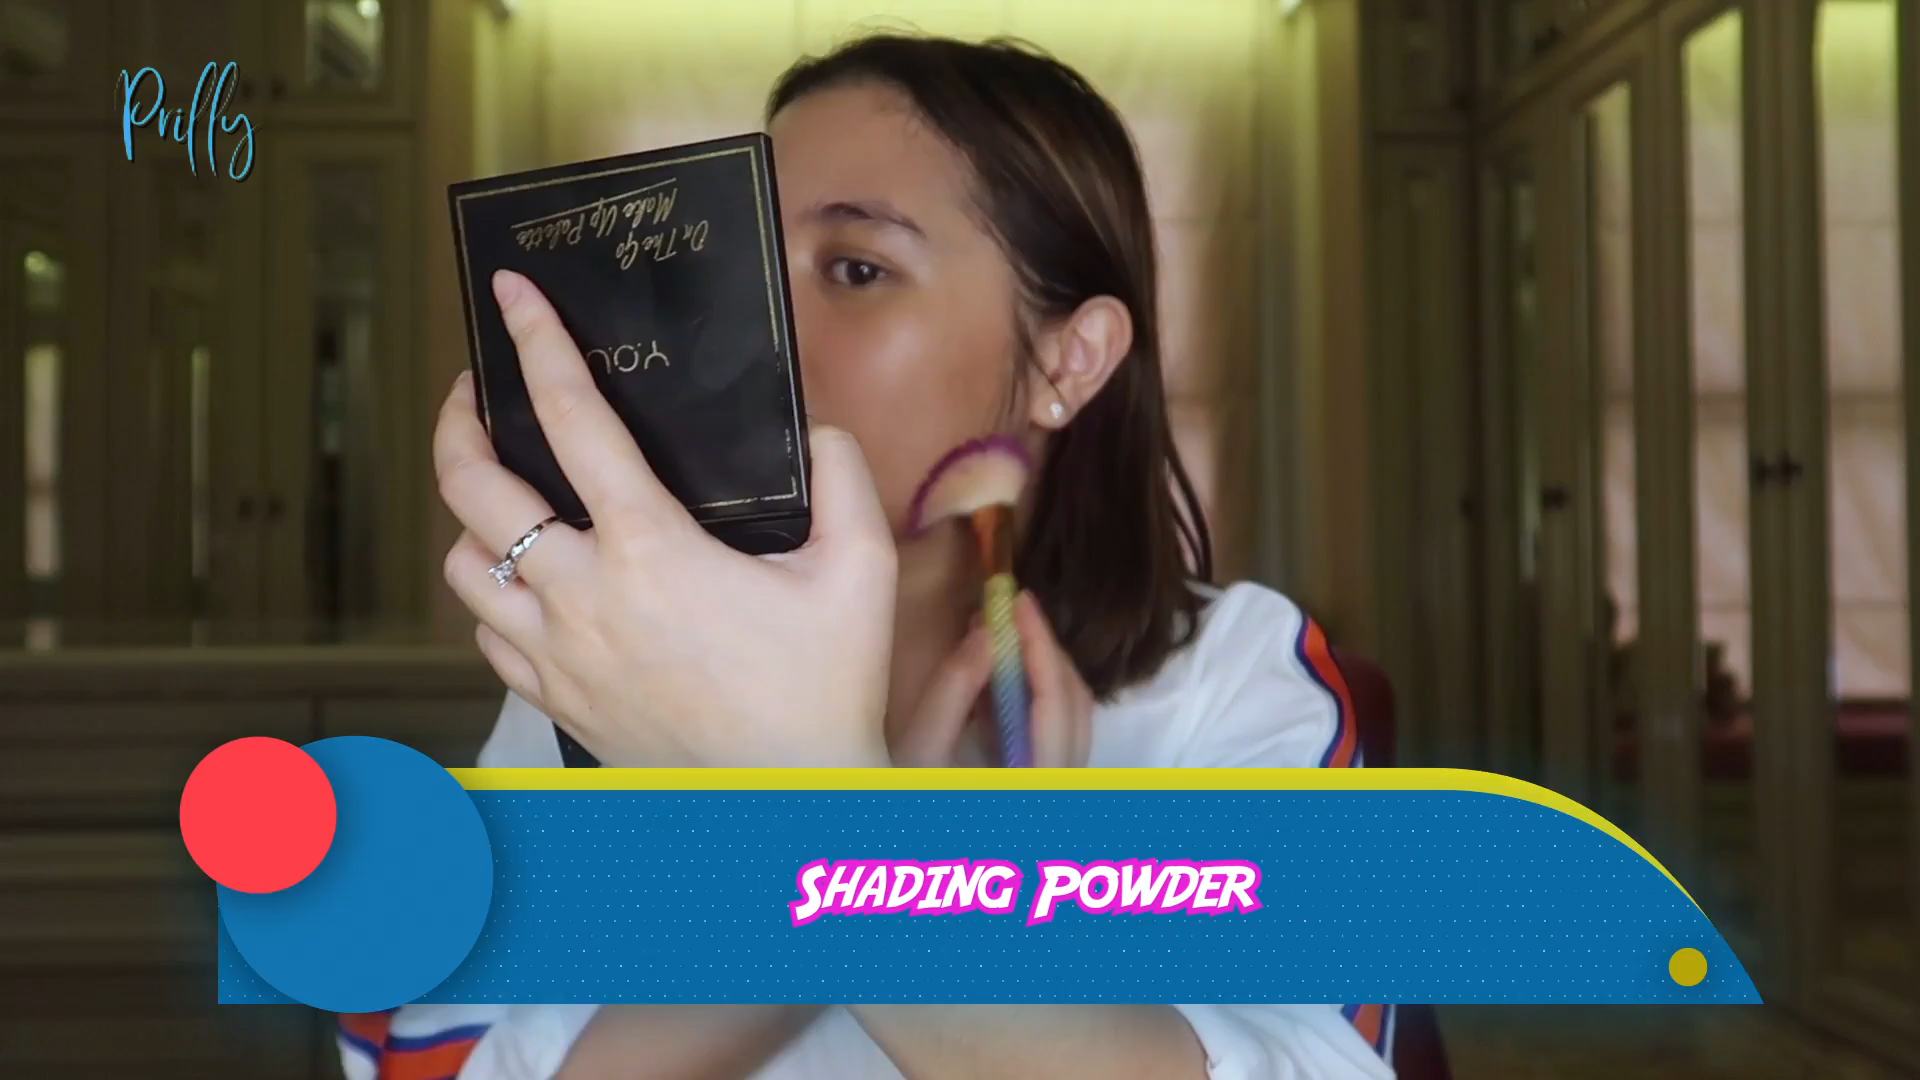 Prilly
On The Go
Make Up Palette
Y.O.U
SHADING POWDER